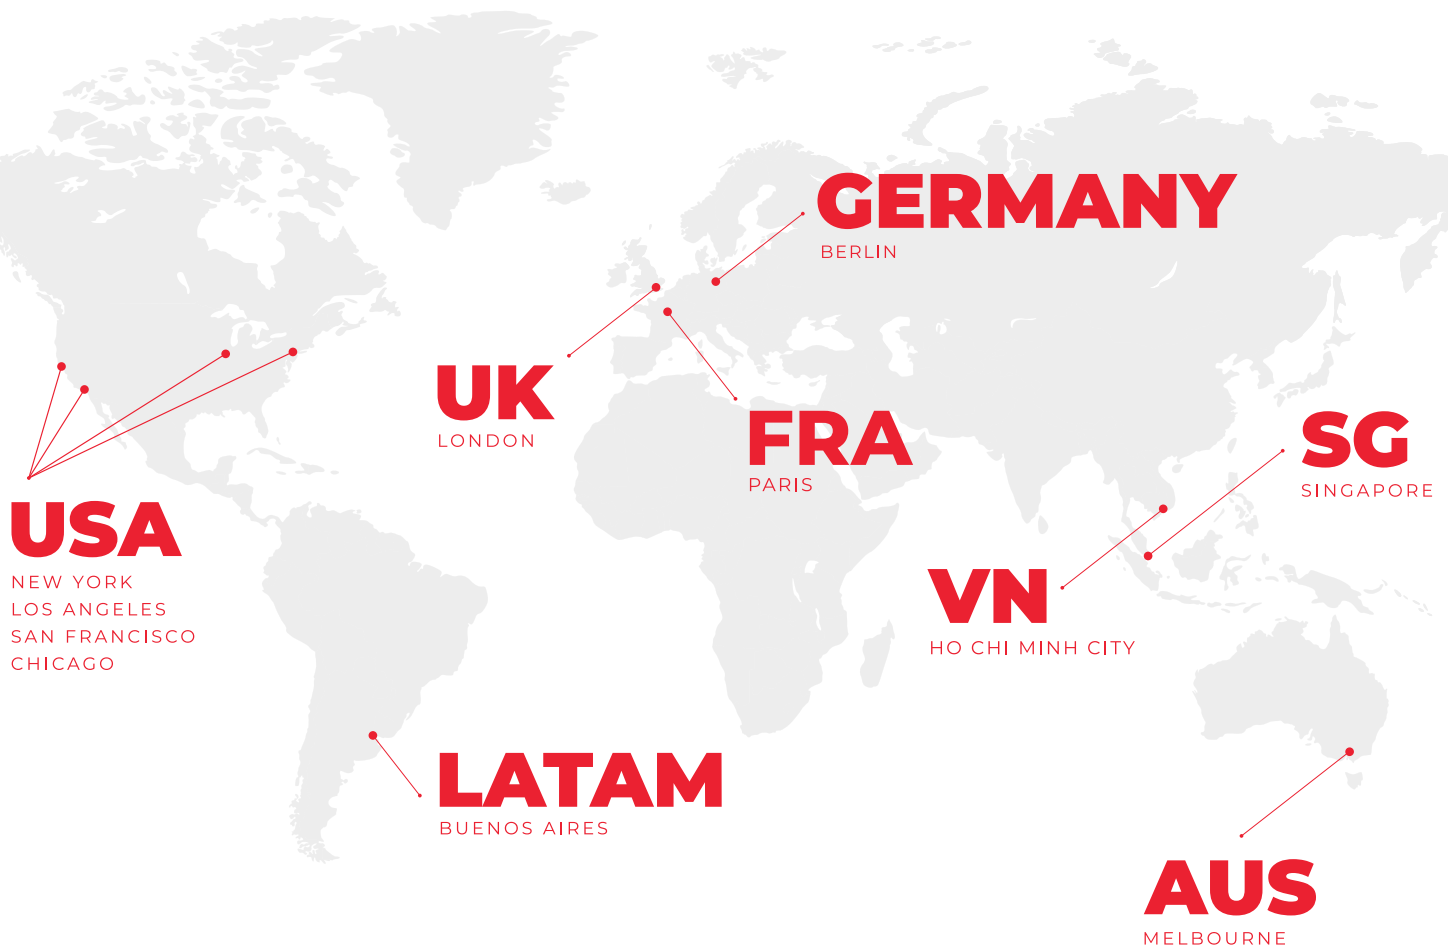 GERMANY
BERLIN
UK
LONDON
FRA
PARIS
SG
SINGAPORE
USA
NEW YORK
LOS ANGELES
SAN FRANCISCO
CHICAGO
VN
HO CHI MINH CITY
LATAM
BUENOS AIRES
AUS
MELBOURNE